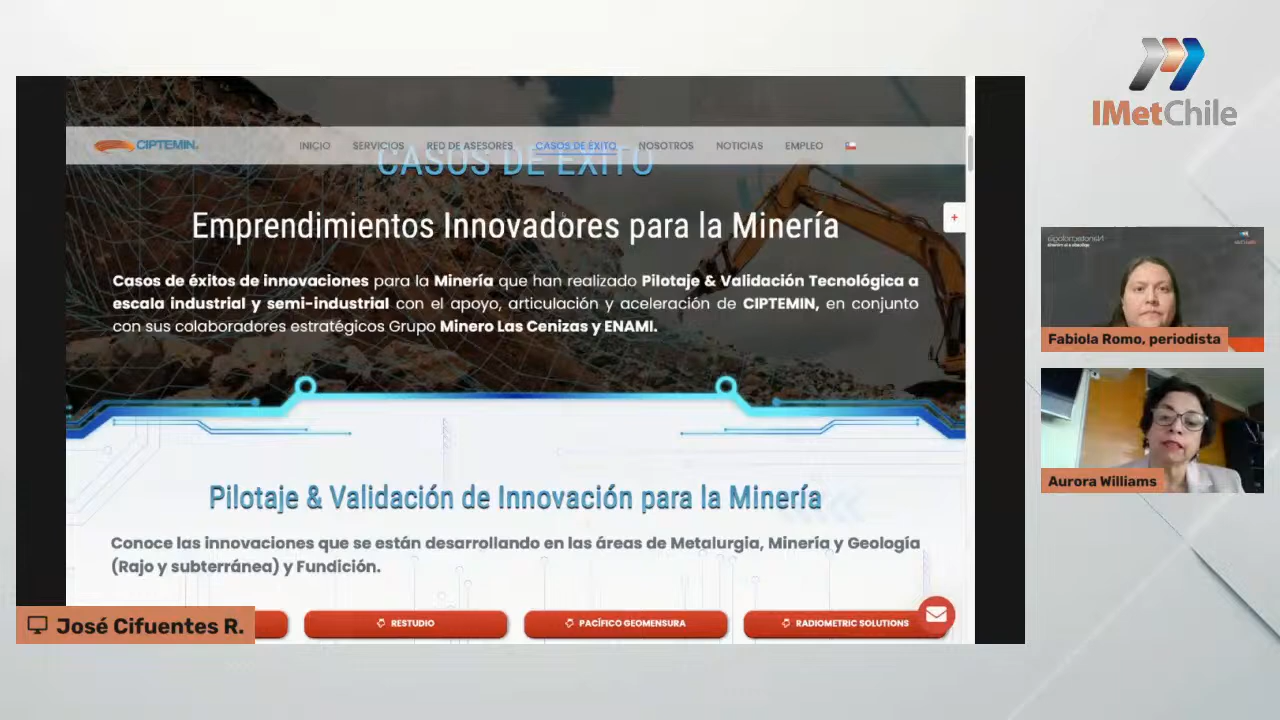 IMetChile
CIPTEMIN
INICIO
SERVICIOS
RED DE ASESORES
CASOS DE ÉXITO
NOSOTROS
NOTICIAS
EMPLEO
CASOS DE ÉXITO
Emprendimientos Innovadores para la Minería
Casos de éxitos de innovaciones para la Minería que han realizado Pilotaje & Validación Tecnológica a
escala industrial y semi-industrial con el apoyo, articulación y aceleración de CIPTEMIN, en conjunto
con sus colaboradores estratégicos Grupo Minero Las Cenizas y ENAMI.
Pilotaje & Validación de Innovación para la Minería
Conoce las innovaciones que se están desarrollando en las áreas de Metalurgia, Minería y Geología
(Rajo y subterránea) y Fundición.
RESTUDIO
PACÍFICO GEOMENSURA
RADIOMETRIC SOLUTIONS
José Cifuentes R.
Fabiola Romo, periodista
Aurora Williams